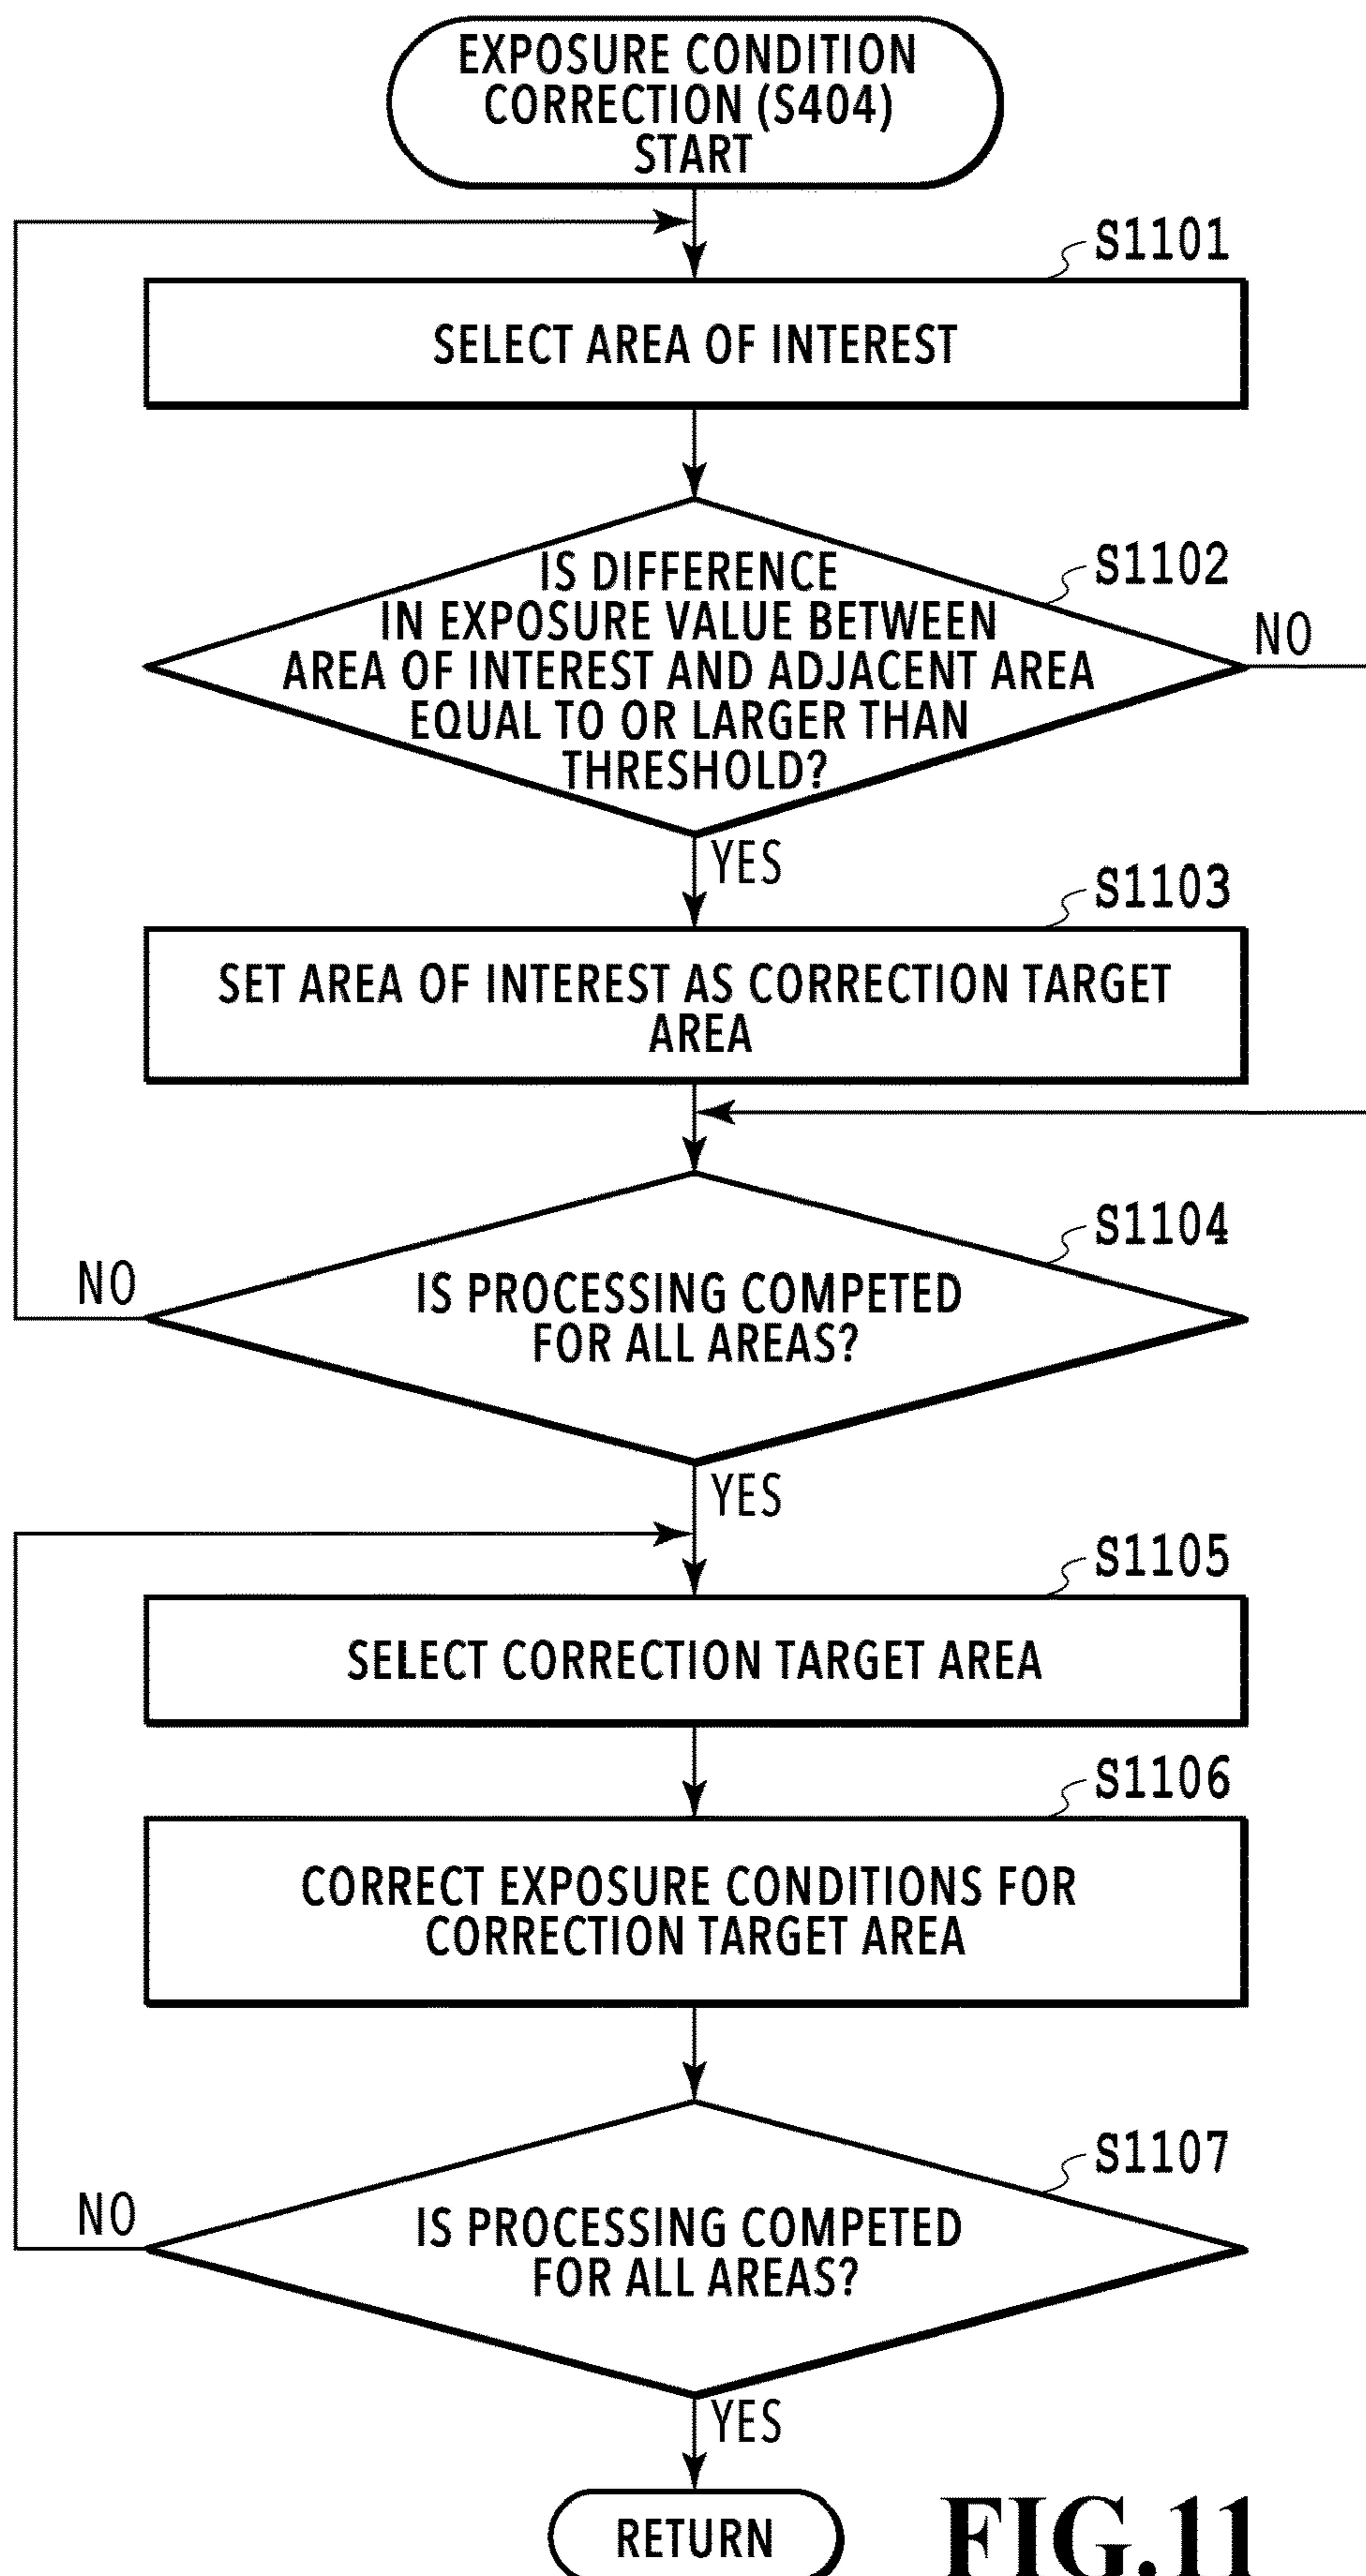 EXPOSURE CONDITION
CORRECTION (S404)
START
S1101
SELECT AREA OF INTEREST
S1102
IS DIFFERENCE
IN EXPOSURE VALUE BETWEEN
AREA OF INTEREST AND ADJACENT AREA
EQUAL TO OR LARGER THAN
THRESHOLD?
NO
YES
S1103
SET AREA OF INTEREST AS CORRECTION TARGET
AREA
S1104
IS PROCESSING COMPETED
FOR ALL AREAS?
NO
YES
S1105
SELECT CORRECTION TARGET AREA
S1106
CORRECT EXPOSURE CONDITIONS FOR
CORRECTION TARGET AREA
S1107
IS PROCESSING COMPETED
FOR ALL AREAS?
NO
YES
RETURN
FIG.11